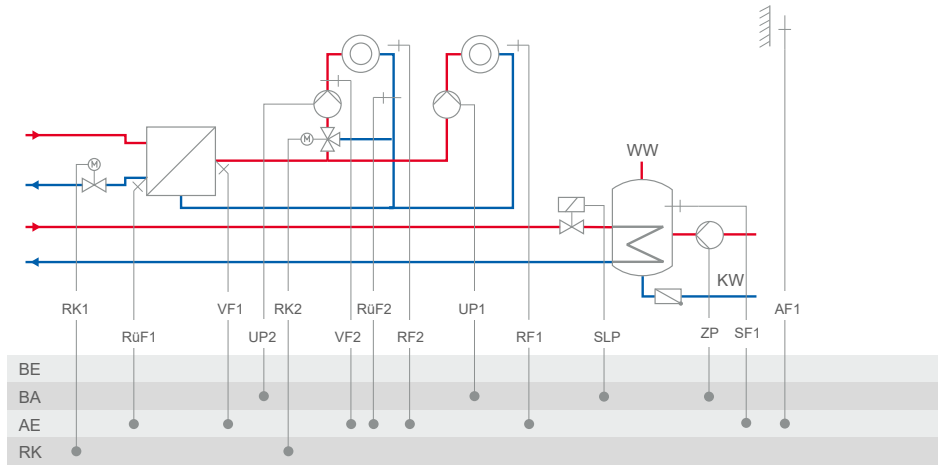 WW
M
M
KW
RK1 VF1 RK2 RüF2 UP1 AF1
RüF1 UP2 VF2 RF2 RF1 SLP ZP SF1
BE
BA
AE
RK